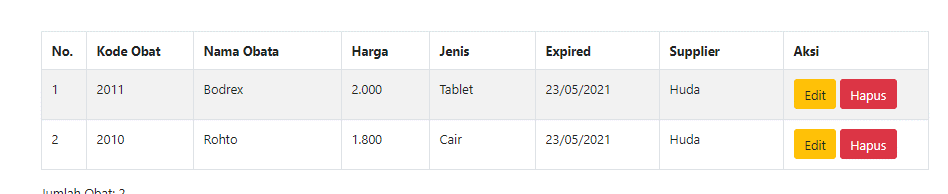 No. Kode Obat Nama Obata Harga Jenis Expired Supplier Aksi
1 2011 Bodrex 2.000 Tablet 23/05/2021 Huda Edit Hapus
2 2010 Rohto 1.800 Cair 23/05/2021 Huda Edit Hapus
Jumlah Obat: 2